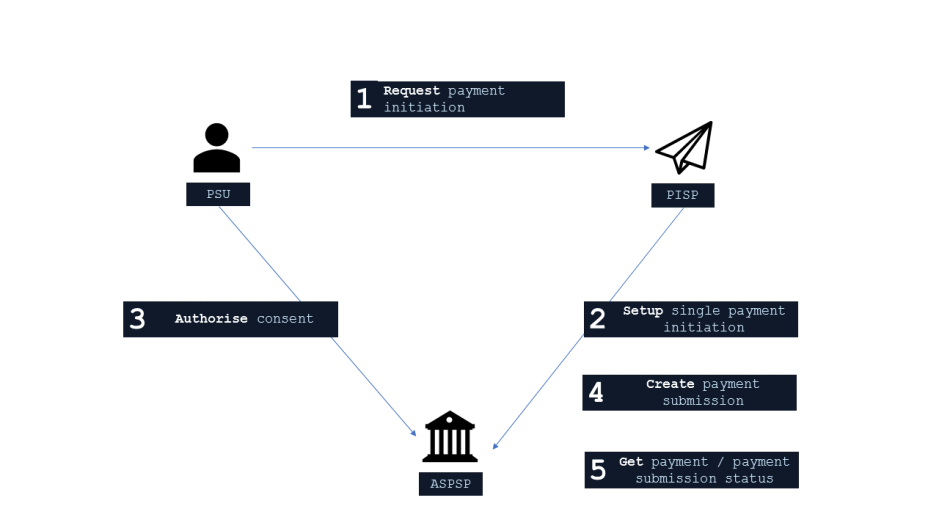 1 Request payment
initiation
PSU
PISP
3 Authorise consent
2 Setup single payment
initiation
4 Create payment
submission
5 Get payment / payment
submission status
ASPSP